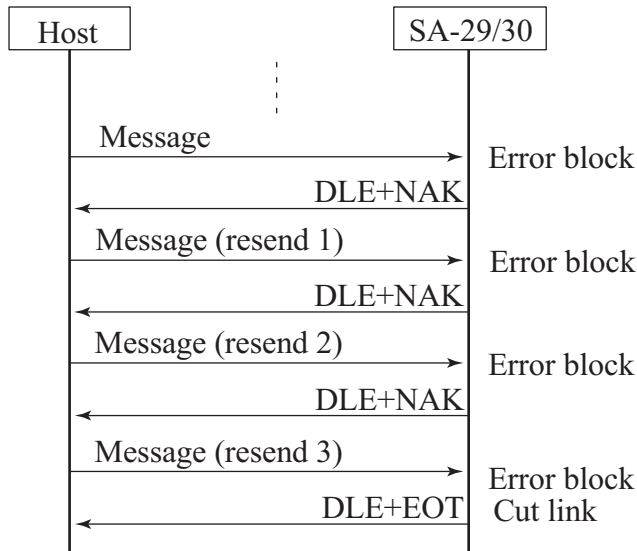 Host
SA-29/30
Message
Error block
DLE+NAK
Message (resend 1)
Error block
DLE+NAK
Message (resend 2)
Error block
DLE+NAK
Message (resend 3)
Error block
DLE+EOT
Cut link